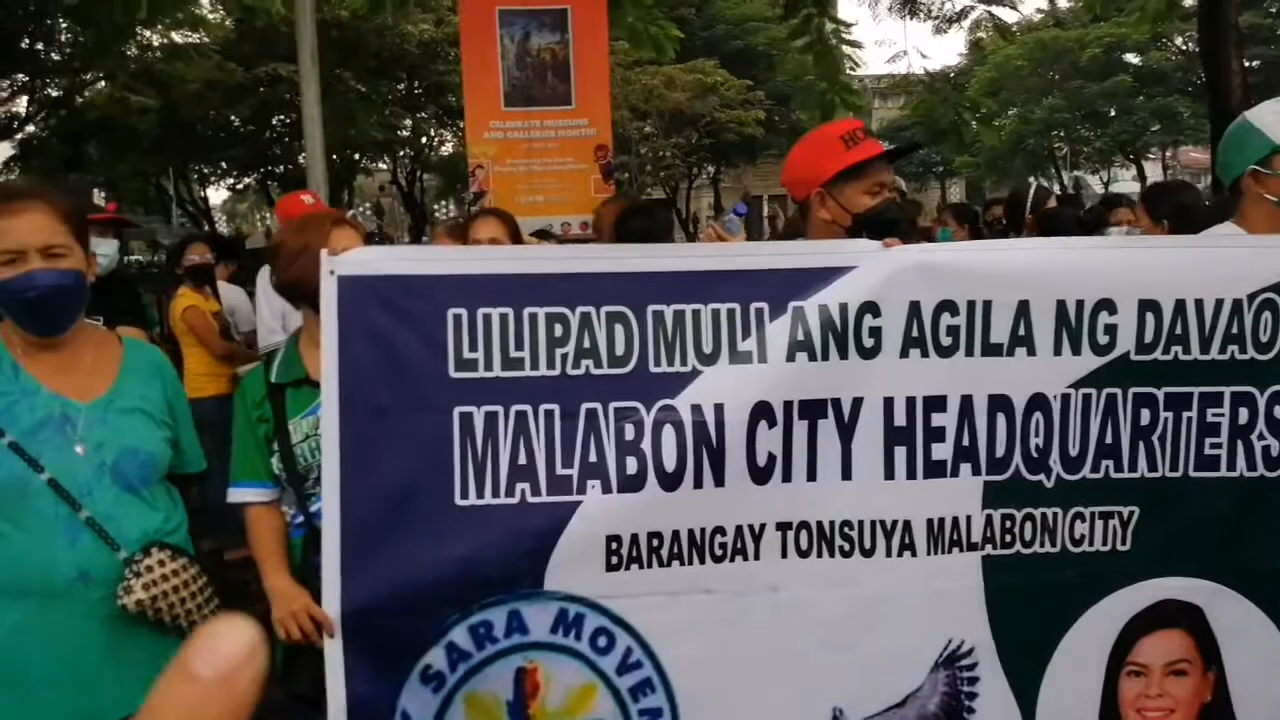 CELEBRATE MUSEUMS
AND GALLERIES MONTH!
LILIPAD MULI ANG AGILA NG DAVAO
MALABON CITY HEADQUARTERS
BARANGAY TONSUYA MALABON CITY
SARA MOVEM